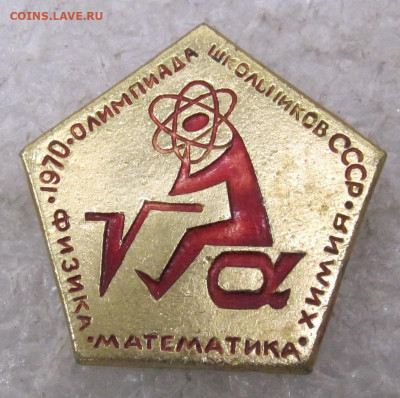 COINS.LAVE.RU
1970·ОЛИМПИАДА ШКОЛЬНИКОВ СССР·
ФИЗИКА·МАТЕМАТИКА·ХИМИЯ
√α